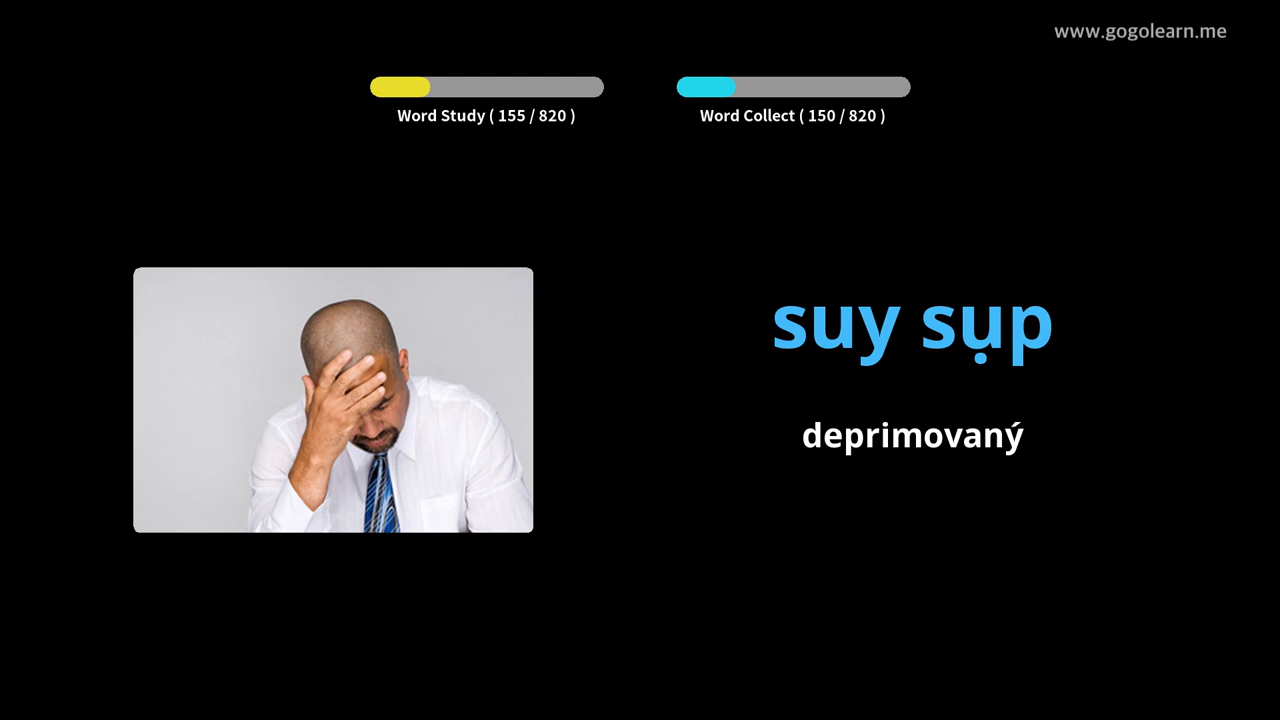 www.gogolearn.me
Word Study ( 155 / 820 )
Word Collect ( 150 / 820 )
suy sụp
deprimovaný